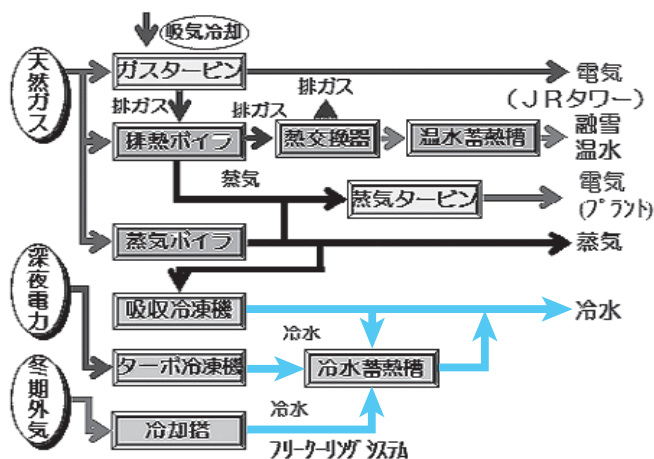 吸気冷却
天然ガス
ガスタービン
電気
(JRタワー)
排ガス
排ガス
排ガス
排熱ボイラ
熱交換器
温水蓄熱槽
融雪
温水
蒸気
蒸気タービン
電気
(プラント)
蒸気ボイラ
蒸気
深夜電力
吸収冷凍機
冷水
冷水
ターボ冷凍機
冷水蓄熱槽
冬期外気
冷却塔
冷水
フリークーリングシステム